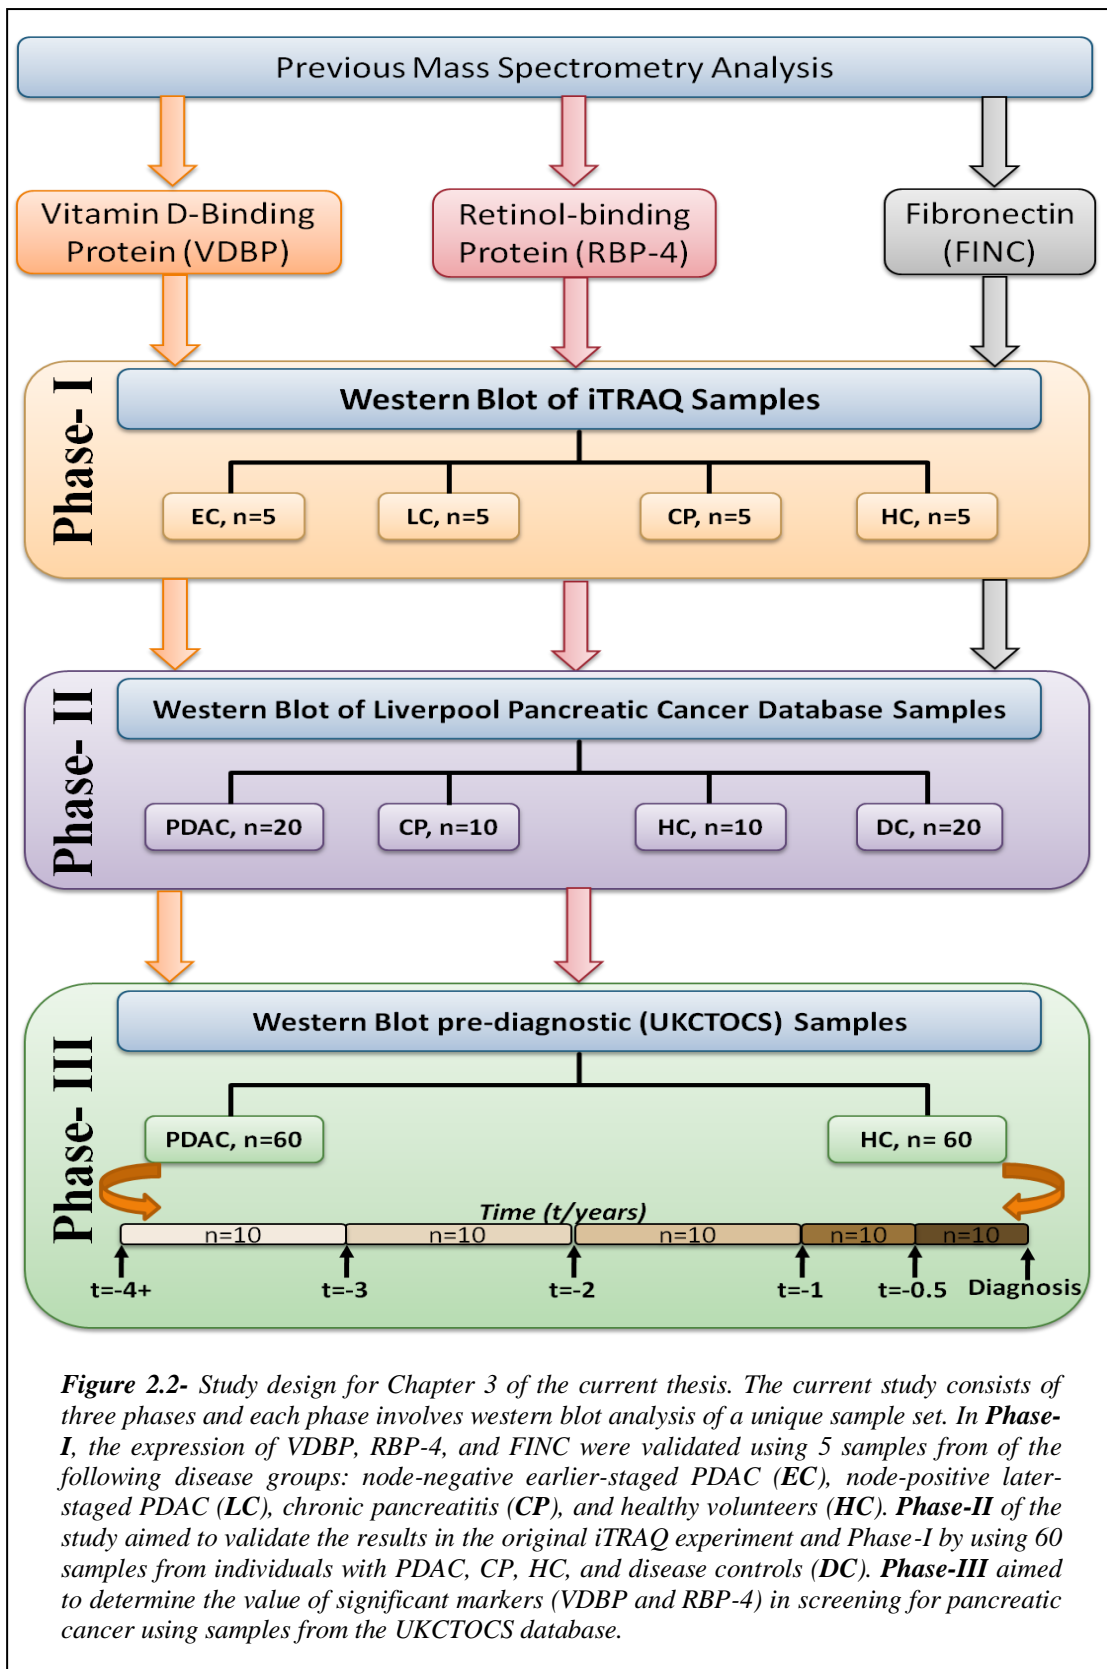 Previous Mass Spectrometry Analysis
Vitamin D-Binding
Protein (VDBP)
Retinol-binding
Protein (RBP-4)
Fibronectin
(FINC)
Phase- I
Western Blot of iTRAQ Samples
EC, n=5
LC, n=5
CP, n=5
HC, n=5
Phase- II
Western Blot of Liverpool Pancreatic Cancer Database Samples
PDAC, n=20
CP, n=10
HC, n=10
DC, n=20
Phase- III
Western Blot pre-diagnostic (UKCTOCS) Samples
PDAC, n=60
HC, n= 60
Time (t/years)
n=10
n=10
n=10
n=10
n=10
t=-4+
t=-3
t=-2
t=-1
t=-0.5
Diagnosis
Figure 2.2- Study design for Chapter 3 of the current thesis. The current study consists of
three phases and each phase involves western blot analysis of a unique sample set. In Phase-
I, the expression of VDBP, RBP-4, and FINC were validated using 5 samples from of the
following disease groups: node-negative earlier-staged PDAC (EC), node-positive later-
staged PDAC (LC), chronic pancreatitis (CP), and healthy volunteers (HC). Phase-II of the
study aimed to validate the results in the original iTRAQ experiment and Phase-I by using 60
samples from individuals with PDAC, CP, HC, and disease controls (DC). Phase-III aimed
to determine the value of significant markers (VDBP and RBP-4) in screening for pancreatic
cancer using samples from the UKCTOCS database.